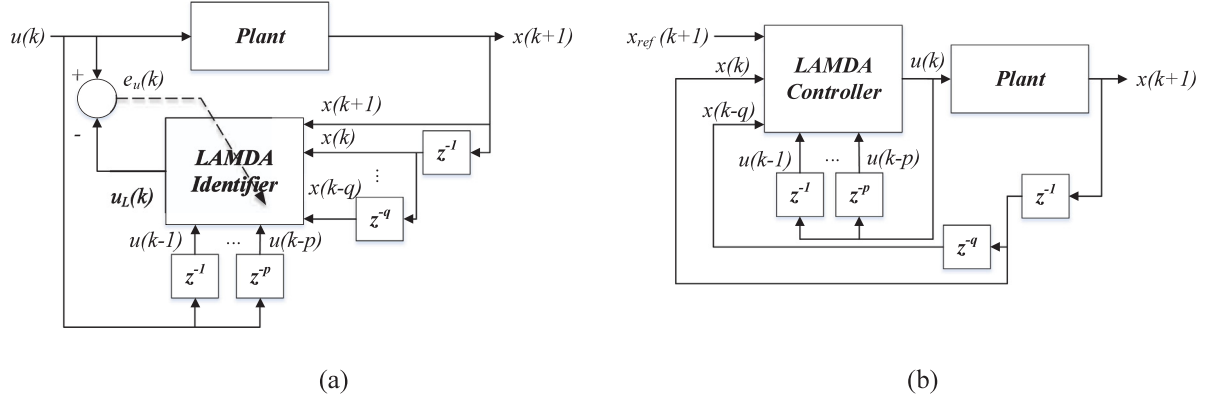 u(k)
Plant
x(k+1)
+
e_u(k)
-
x(k+1)
x(k)
z^-1
LAMDA
Identifier
u_L(k)
x(k-q)
⋮
z^-q
u(k-1)
...
u(k-p)
z^-1
z^-p
(a)
x_ref (k+1)
x(k)
x(k-q)
LAMDA
Controller
u(k)
Plant
x(k+1)
u(k-1)
...
u(k-p)
z^-1
z^-p
z^-1
z^-q
(b)